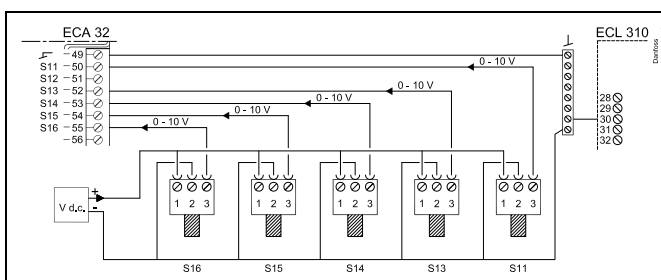 ECA 32
ECL 310
Danfoss
49
S11 - 50
S12 - 51
S13 - 52
S14 - 53
S15 - 54
S16 - 55
56
0 - 10 V
0 - 10 V
0 - 10 V
0 - 10 V
0 - 10 V
28
29
30
31
32
V d.c.
+
-
1 2 3
1 2 3
1 2 3
1 2 3
1 2 3
S16
S15
S14
S13
S11